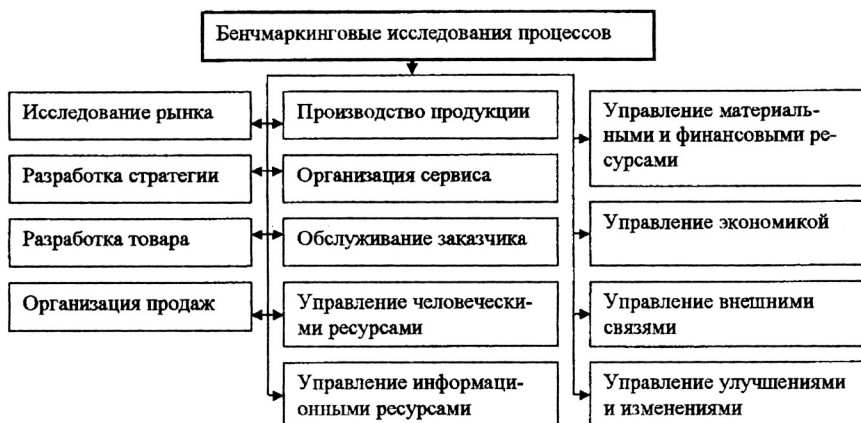 Бенчмаркинговые исследования процессов
Исследование рынка
Разработка стратегии
Разработка товара
Организация продаж
Производство продукции
Организация сервиса
Обслуживание заказчика
Управление человечески-
ми ресурсами
Управление информаци-
онными ресурсами
Управление материаль-
ными и финансовыми ре-
сурсами
Управление экономикой
Управление внешними
связями
Управление улучшениями
и изменениями